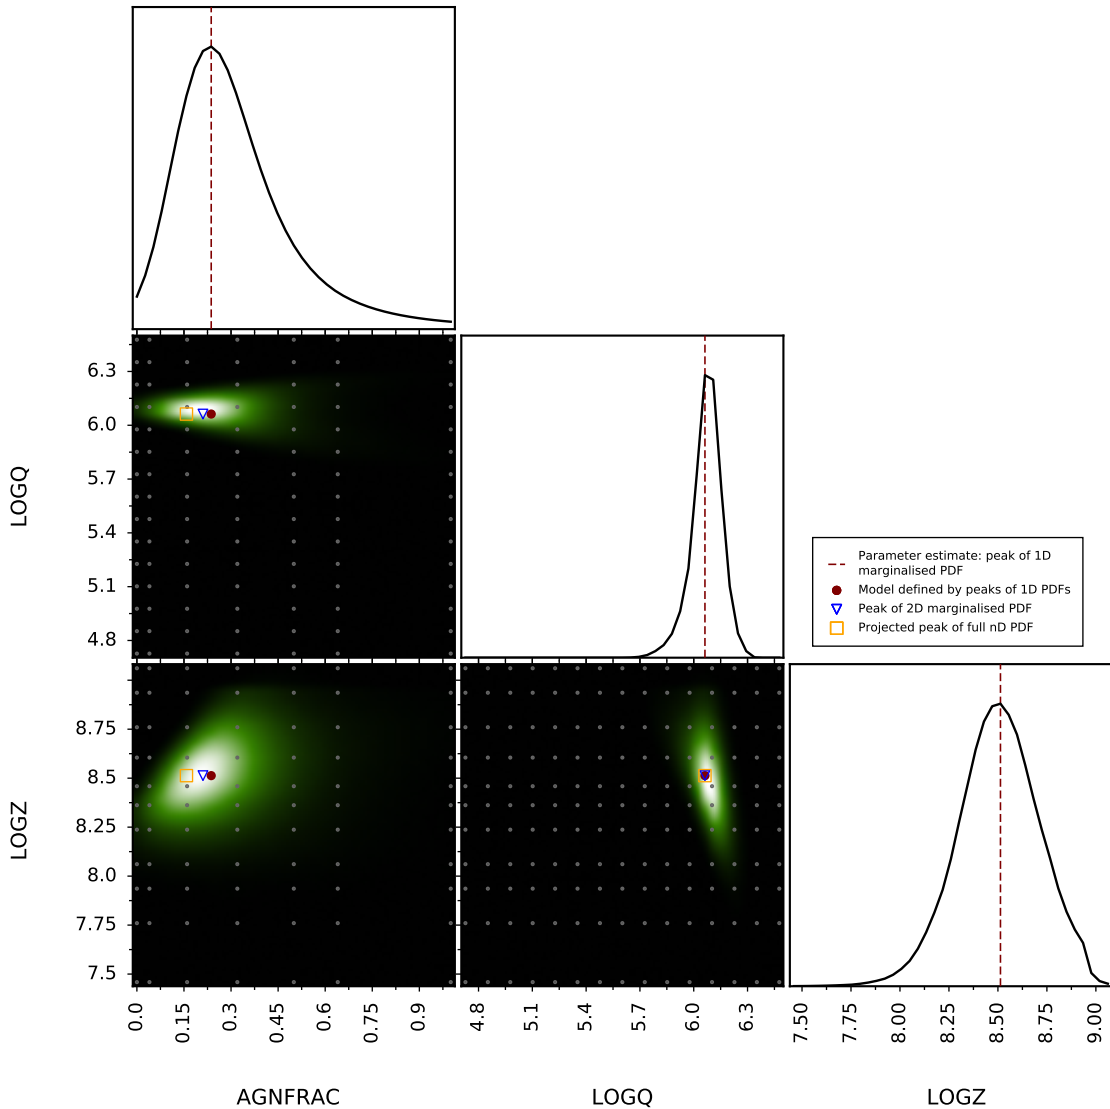 6.3
6.0
5.7
5.4
5.1
4.8
LOGQ
Parameter estimate: peak of 1D
marginalised PDF
Model defined by peaks of 1D PDFs
Peak of 2D marginalised PDF
Projected peak of full nD PDF
8.75
8.5
8.25
8.0
7.75
7.5
LOGZ
0.0 0.15 0.3 0.45 0.6 0.75 0.9
4.8 5.1 5.4 5.7 6.0 6.3
7.50 7.75 8.00 8.25 8.50 8.75 9.00
AGNFRAC
LOGQ
LOGZ